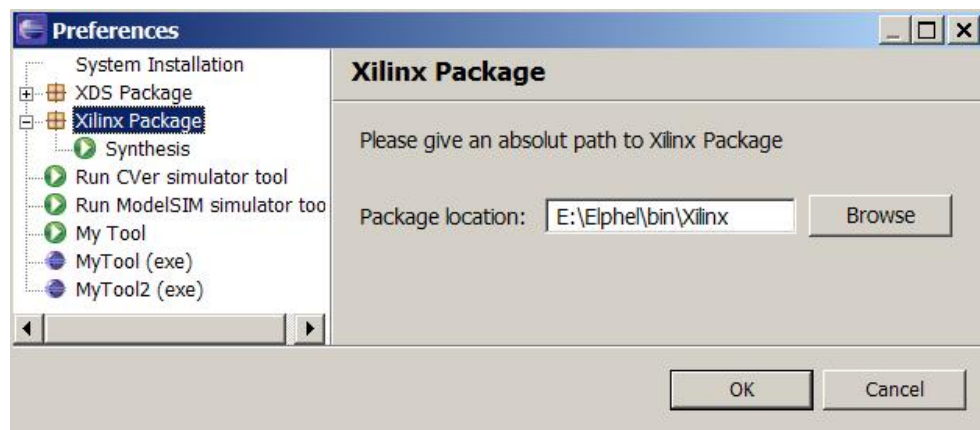 Preferences
System Installation
XDS Package
Xilinx Package
Synthesis
Run CVer simulator tool
Run ModelSIM simulator too
My Tool
MyTool (exe)
MyTool2 (exe)
Xilinx Package
Please give an absolut path to Xilinx Package
Package location: E:\Elphel\bin\Xilinx Browse
OK Cancel